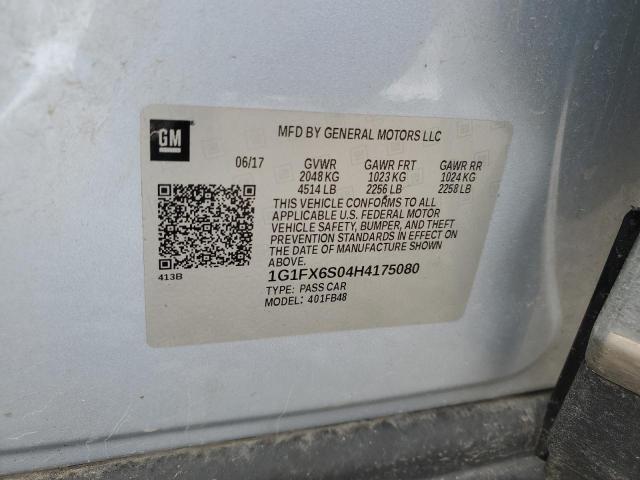 GM
MFD BY GENERAL MOTORS LLC
06/17 GVWR GAWR FRT GAWR RR
2048 KG 1023 KG 1024 KG
4514 LB 2256 LB 2258 LB
THIS VEHICLE CONFORMS TO ALL
APPLICABLE U.S. FEDERAL MOTOR
VEHICLE SAFETY, BUMPER, AND THEFT
PREVENTION STANDARDS IN EFFECT ON
THE DATE OF MANUFACTURE SHOWN
ABOVE.
413B
1G1FX6S04H4175080
TYPE: PASS CAR
MODEL: 401FB48